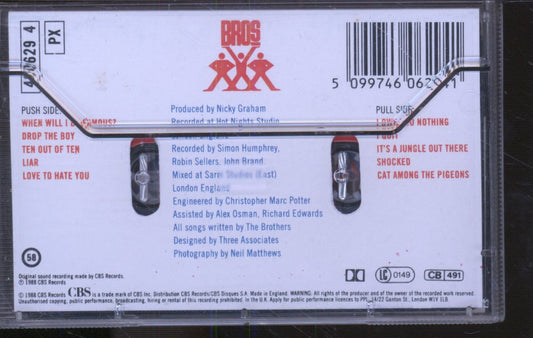 BROS
460629 4
PX
5 099746 062941
PUSH SIDE
WHEN WILL I BE FAMOUS?
DROP THE BOY
TEN OUT OF TEN
LIAR
LOVE TO HATE YOU
Produced by Nicky Graham
Recorded at Hot Nights Studio
London England
Recorded by Simon Humphrey,
Robin Sellers, John Brand
Mixed at Sarm Studios (East)
London England
Engineered by Christopher Marc Potter
Assisted by Alex Osman, Richard Edwards
All songs written by The Brothers
Designed by Three Associates
Photography by Neil Matthews
PULL SIDE
I OWE YOU NOTHING
I QUIT
IT'S A JUNGLE OUT THERE
SHOCKED
CAT AMONG THE PIGEONS
58
Original sound recording made by CBS Records.
℗ 1988 CBS Records
LC 0149
CB 491
© 1988 CBS Records CBS is a trade mark of CBS Inc. Distribution CBS Records/CBS Disques S.A. Made in England. WARNING: All rights of the producer and of the owner of the recorded work reserved.
Unauthorised copying, public performance, broadcasting, hiring or rental of this recording prohibited. In the U.K. Apply for public performance licences to PPL, 14/22 Ganton St., London W1V 1LB.